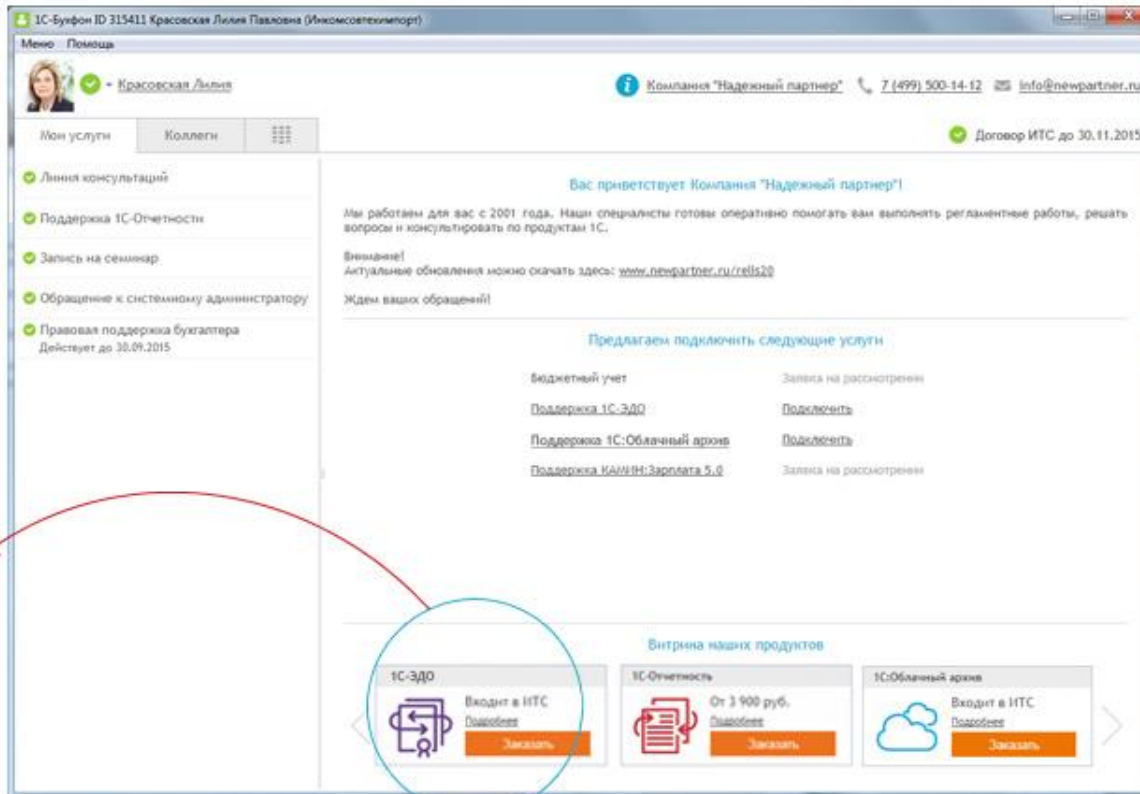 1С-Бухфон ID 315411 Красовская Лилия Павловна (Инкомсовтехимпорт)
Меню Помощь
Красовская Лилия
Компания "Надежный партнер" 7 (499) 500-14-12 info@newpartner.ru
Мои услуги Коллеги
Договор ИТС до 30.11.2015
Линия консультаций
Поддержка 1С-Отчетности
Запись на семинар
Обращение к системному администратору
Правовая поддержка бухгалтера
Действует до 30.09.2015
Вас приветствует Компания "Надежный партнер"!
Мы работаем для вас с 2001 года. Наши специалисты готовы оперативно помогать вам выполнять регламентные работы, решать
вопросы и консультировать по продуктам 1С.
Внимание!
Актуальные обновления можно скачать здесь: www.newpartner.ru/relis20
Ждем ваших обращений!
Предлагаем подключить следующие услуги
Бюджетный учет Заявка на рассмотрении
Поддержка 1С-ЭДО Подключить
Поддержка 1С:Облачный архив Подключить
Поддержка КАМИН:Зарплата 5.0 Заявка на рассмотрении
Витрина наших продуктов
1С-ЭДО
Входит в ИТС
Подробнее
Заказать
1С-Отчетность
От 3 900 руб.
Подробнее
Заказать
1С:Облачный архив
Входит в ИТС
Подробнее
Заказать